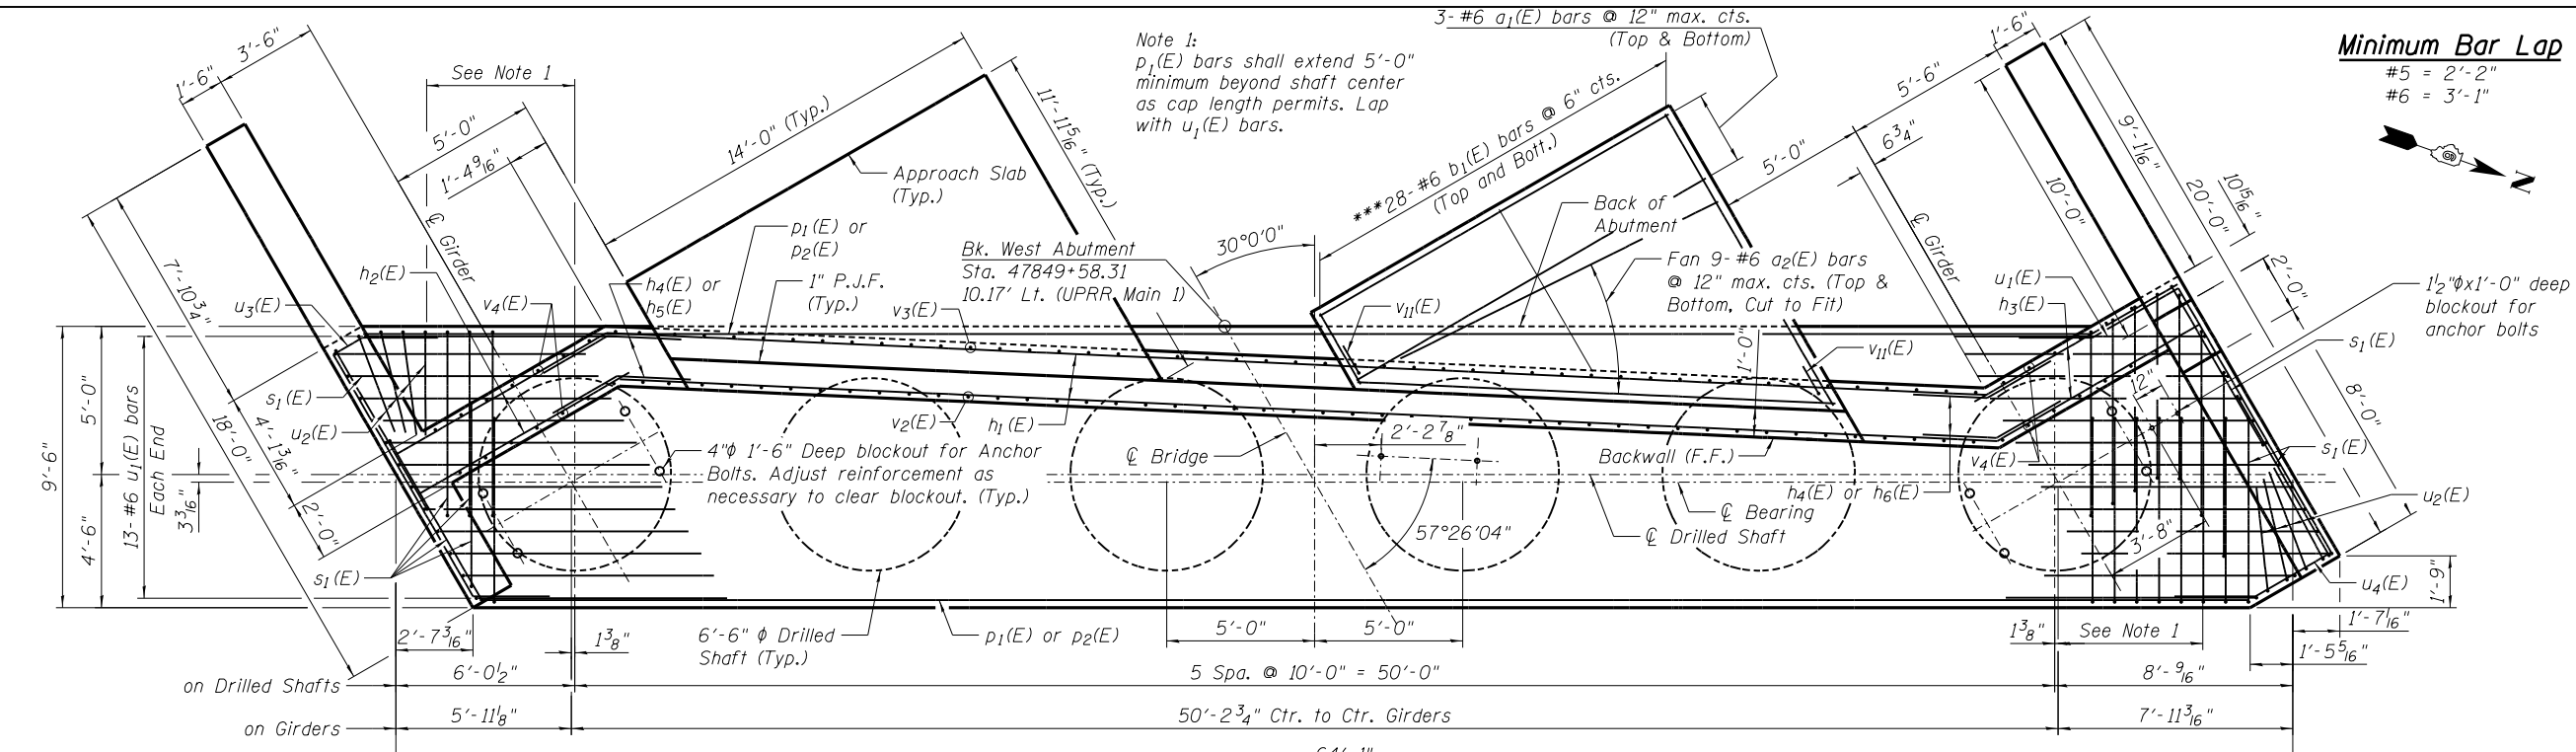 3-#6 a1(E) bars @ 12" max. cts.
(Top & Bottom)
Note 1:
p1(E) bars shall extend 5'-0"
minimum beyond shaft center
as cap length permits. Lap
with u1(E) bars.
Minimum Bar Lap
#5 = 2'-2"
#6 = 3'-1"
N
1'-6"
3'-6"
See Note 1
5'-0"
1'-4 9/16"
14'-0" (Typ.)
11'-11 5/16" (Typ.)
Approach Slab
(Typ.)
℄ Girder
p1(E) or
p2(E)
1" P.J.F.
(Typ.)
h4(E) or
h5(E)
Bk. West Abutment
Sta. 47849+58.31
10.17' Lt. (UPRR Main 1)
30°0'0"
***28-#6 b1(E) bars @ 6" cts.
(Top and Bott.)
Back of
Abutment
Fan 9-#6 a2(E) bars
@ 12" max. cts. (Top &
Bottom, Cut to Fit)
5'-0"
5'-6"
1'-6"
6 3/4"
℄ Girder
10'-0"
9'-1 1/16"
20'-0"
10 15/16"
2'-0"
8'-0"
1 1/2"φx1'-0" deep
blockout for
anchor bolts
u1(E)
h3(E)
s1(E)
s1(E)
u2(E)
u4(E)
12"
3'-8"
v4(E)
v11(E)
v11(E)
1'-0"
7'-10 3/4"
18'-0"
4'-1 3/16"
2'-0"
h2(E)
u3(E)
v4(E)
s1(E)
u2(E)
s1(E)
v3(E)
v2(E)
h1(E)
9'-6"
5'-0"
4'-6"
13-#6 u1(E) bars
Each End
3 3/16"
4"φ 1'-6" Deep blockout for Anchor
Bolts. Adjust reinforcement as
necessary to clear blockout. (Typ.)
℄ Bridge
2'-2 7/8"
57°26'04"
Backwall (F.F.)
h4(E) or h6(E)
℄ Bearing
℄ Drilled Shaft
1'-9"
2'-7 3/16"
1 3/8"
6'-6" φ Drilled
Shaft (Typ.)
p1(E) or p2(E)
5'-0"
5'-0"
1 3/8"
See Note 1
1'-7 1/16"
1'-5 5/16"
on Drilled Shafts
6'-0 1/2"
5 Spa. @ 10'-0" = 50'-0"
8'-9/16"
on Girders
5'-11 1/8"
50'-2 3/4" Ctr. to Ctr. Girders
7'-11 3/16"